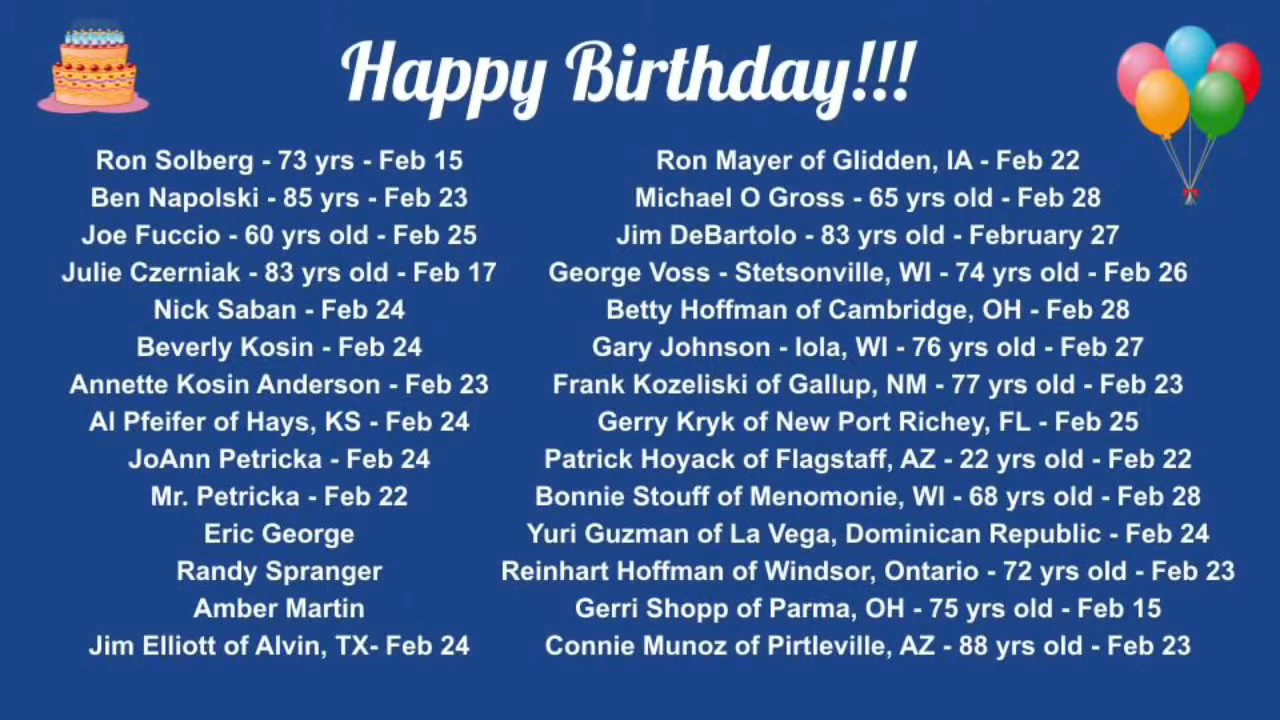 Happy Birthday!!!
Ron Solberg - 73 yrs - Feb 15
Ben Napolski - 85 yrs - Feb 23
Joe Fuccio - 60 yrs old - Feb 25
Julie Czerniak - 83 yrs old - Feb 17
Nick Saban - Feb 24
Beverly Kosin - Feb 24
Annette Kosin Anderson - Feb 23
Al Pfeifer of Hays, KS - Feb 24
JoAnn Petricka - Feb 24
Mr. Petricka - Feb 22
Eric George
Randy Spranger
Amber Martin
Jim Elliott of Alvin, TX- Feb 24
Ron Mayer of Glidden, IA - Feb 22
Michael O Gross - 65 yrs old - Feb 28
Jim DeBartolo - 83 yrs old - February 27
George Voss - Stetsonville, WI - 74 yrs old - Feb 26
Betty Hoffman of Cambridge, OH - Feb 28
Gary Johnson - Iola, WI - 76 yrs old - Feb 27
Frank Kozeliski of Gallup, NM - 77 yrs old - Feb 23
Gerry Kryk of New Port Richey, FL - Feb 25
Patrick Hoyack of Flagstaff, AZ - 22 yrs old - Feb 22
Bonnie Stouff of Menomonie, WI - 68 yrs old - Feb 28
Yuri Guzman of La Vega, Dominican Republic - Feb 24
Reinhart Hoffman of Windsor, Ontario - 72 yrs old - Feb 23
Gerri Shopp of Parma, OH - 75 yrs old - Feb 15
Connie Munoz of Pirtleville, AZ - 88 yrs old - Feb 23